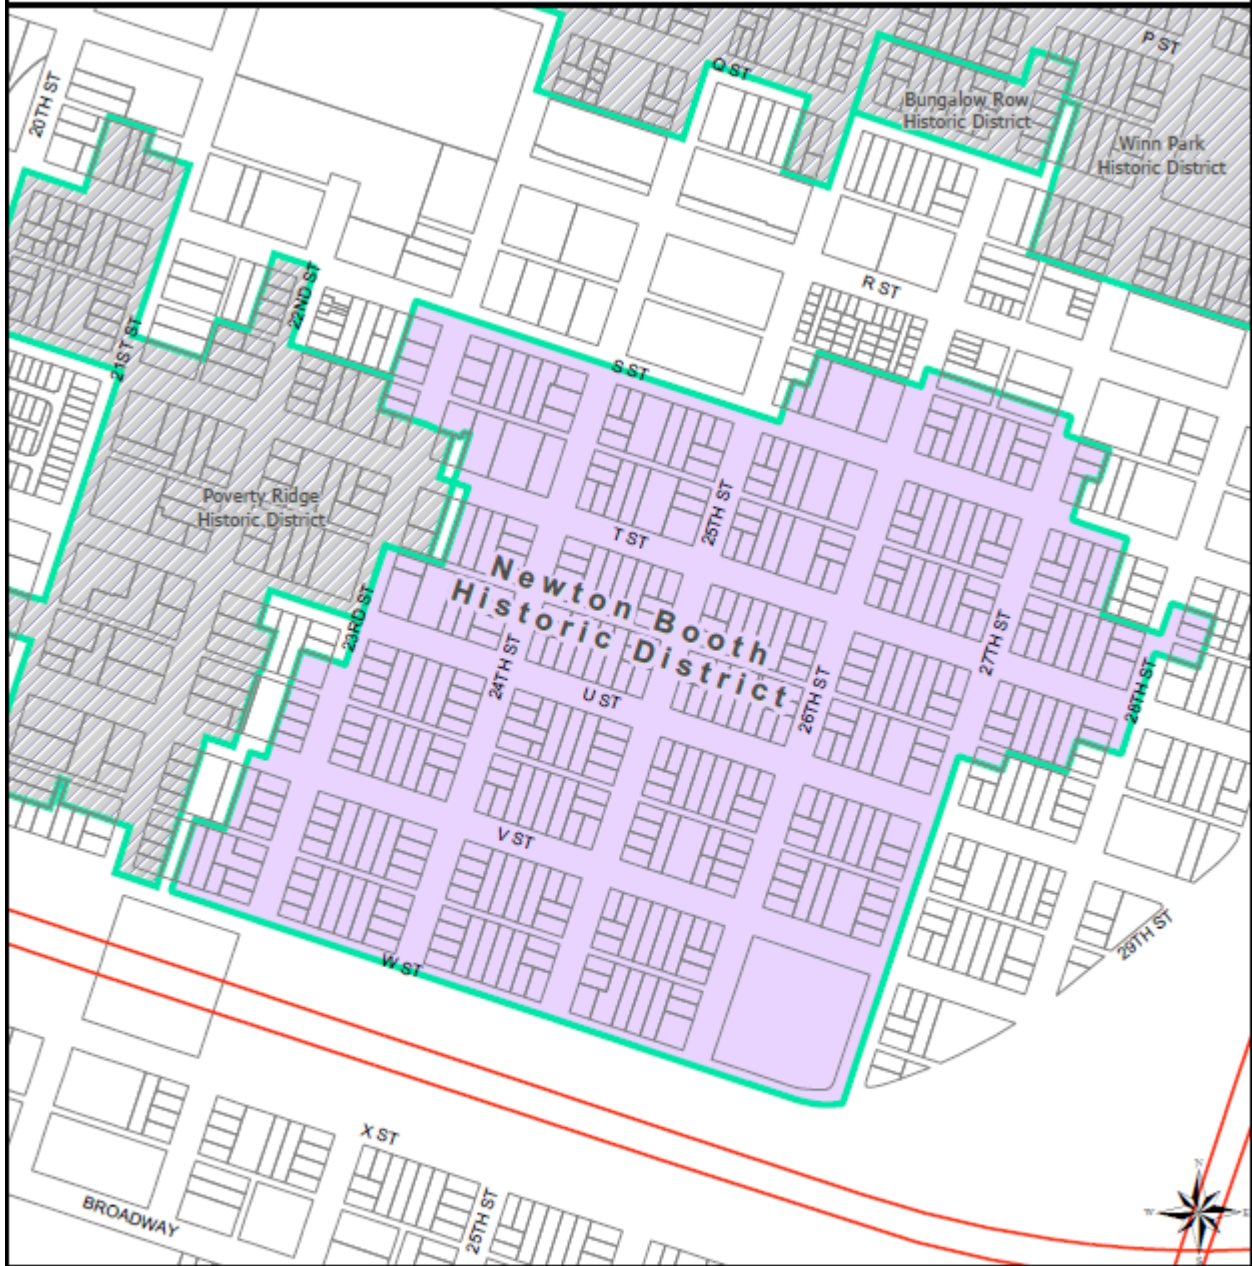 P ST
Q ST
20TH ST
Bungalow Row
Historic District
Winn Park
Historic District
R ST
22ND ST
21ST ST
S ST
Poverty Ridge
Historic District
25TH ST
T ST
Newton Booth
Historic District
23RD ST
24TH ST
27TH ST
26TH ST
28TH ST
U ST
V ST
W ST
29TH ST
X ST
BROADWAY
25TH ST
N
W
E
S